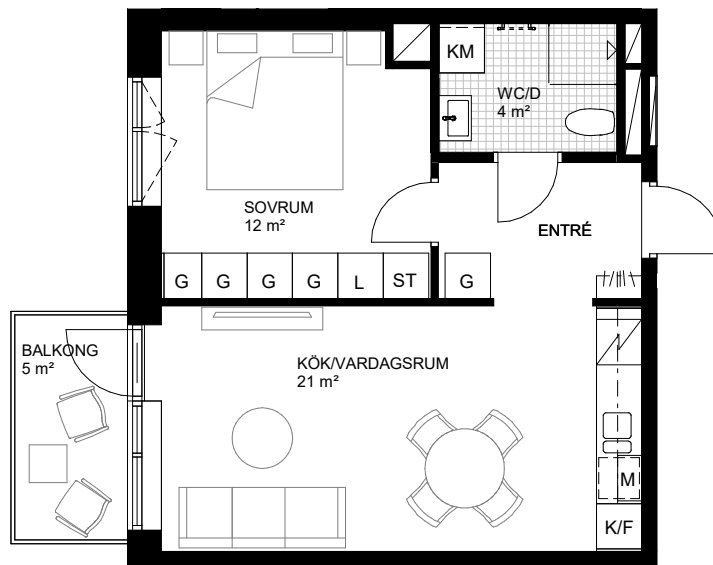 KM
WC/D
4 m²
SOVRUM
12 m²
ENTRÉ
G G G G L ST G
BALKONG
5 m²
KÖK/VARDAGSRUM
21 m²
M
K/F